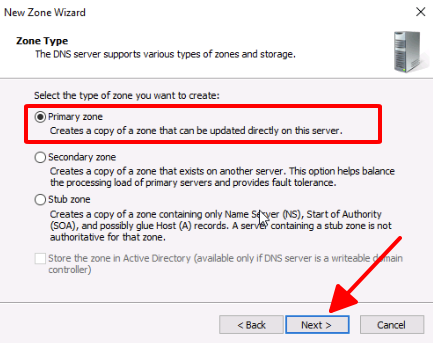 New Zone Wizard
Zone Type
The DNS server supports various types of zones and storage.
Select the type of zone you want to create:
Primary zone
Creates a copy of a zone that can be updated directly on this server.
Secondary zone
Creates a copy of a zone that exists on another server. This option helps balance
the processing load of primary servers and provides fault tolerance.
Stub zone
Creates a copy of a zone containing only Name Server (NS), Start of Authority
(SOA), and possibly glue Host (A) records. A server containing a stub zone is not
authoritative for that zone.
Store the zone in Active Directory (available only if DNS server is a writeable domain
controller)
< Back
Next >
Cancel